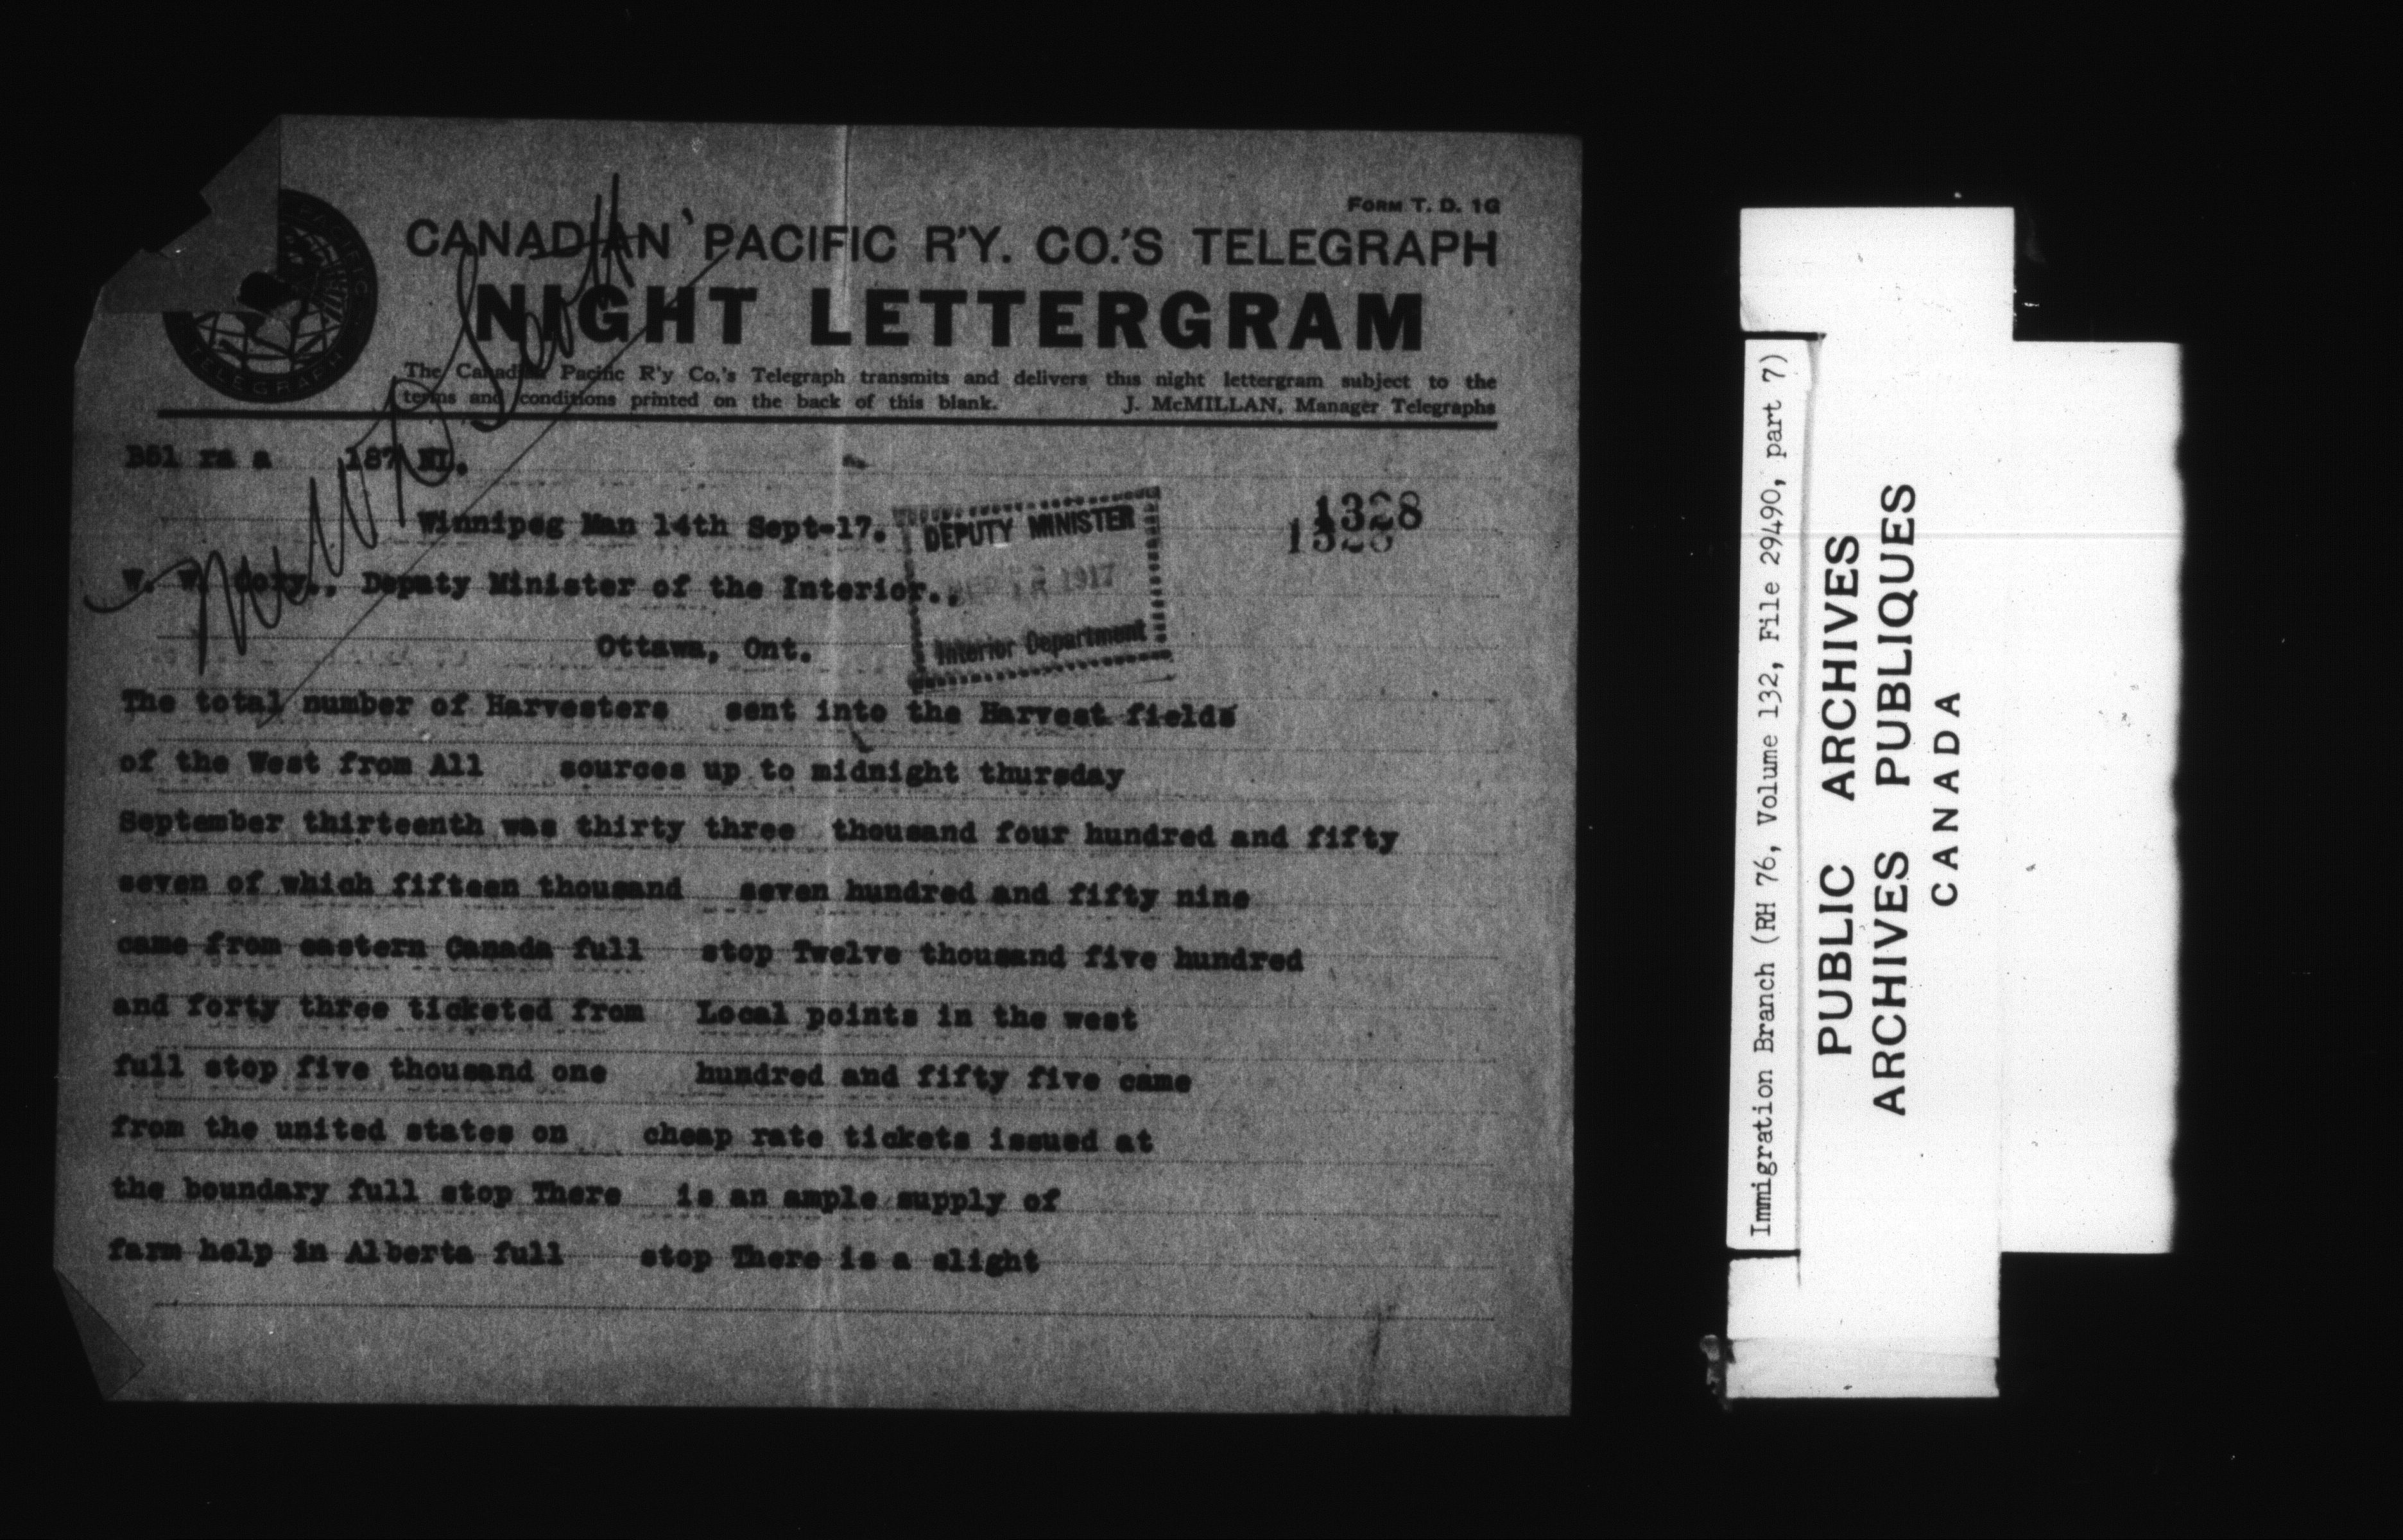 FORM T. D. 1G
CANADIAN PACIFIC R'Y. CO.'S TELEGRAPH
NIGHT LETTERGRAM
TELEGRAPH
The Canadian Pacific R'y Co.'s Telegraph transmits and delivers this night lettergram subject to the
terms and conditions printed on the back of this blank. J. McMILLAN, Manager Telegraphs
Mr W D Scott
B51 ra a 187 NL.
Winnipeg Man 14th Sept-17.
1328
1328
DEPUTY MINISTER
1917
Interior Department
W. W. Cory., Deputy Minister of the Interior.,
Ottawa, Ont.
The total number of Harvesters sent into the Harvest fields
of the West from All sources up to midnight thursday
September thirteenth was thirty three thousand four hundred and fifty
seven of which fifteen thousand seven hundred and fifty nine
came from eastern Canada full stop Twelve thousand five hundred
and forty three ticketed from Local points in the west
full stop five thousand one hundred and fifty five came
from the united states on cheap rate tickets issued at
the boundary full stop There is an ample supply of
farm help in Alberta full stop There is a slight
Immigration Branch (RH 76, Volume 132, File 29490, part 7)
PUBLIC ARCHIVES
ARCHIVES PUBLIQUES
CANADA